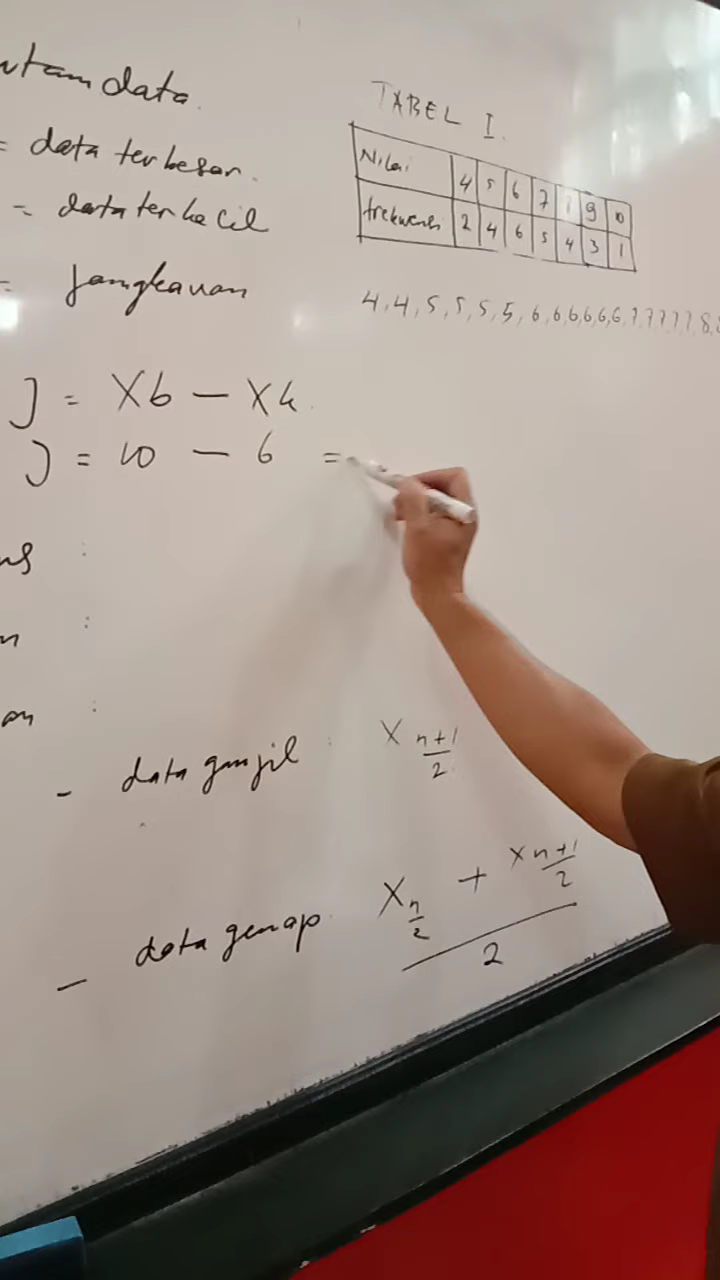 data
= data terbesar.
= data terkecil
= Jangkauan
J = Xb – Xk.
J = 10 – 6 =
:
:
:
- data ganjil : X n+1/2
- data genap X n/2 + X n+1/2 / 2
TABEL I.
Nilai 4 5 6 7 9 10
frekuensi 2 4 6 5 4 3 1
4, 4, 5, 5, 5, 5, 6, 6, 6, 6, 6, 6, 7, 7, 7, 7, 7, 8, 8